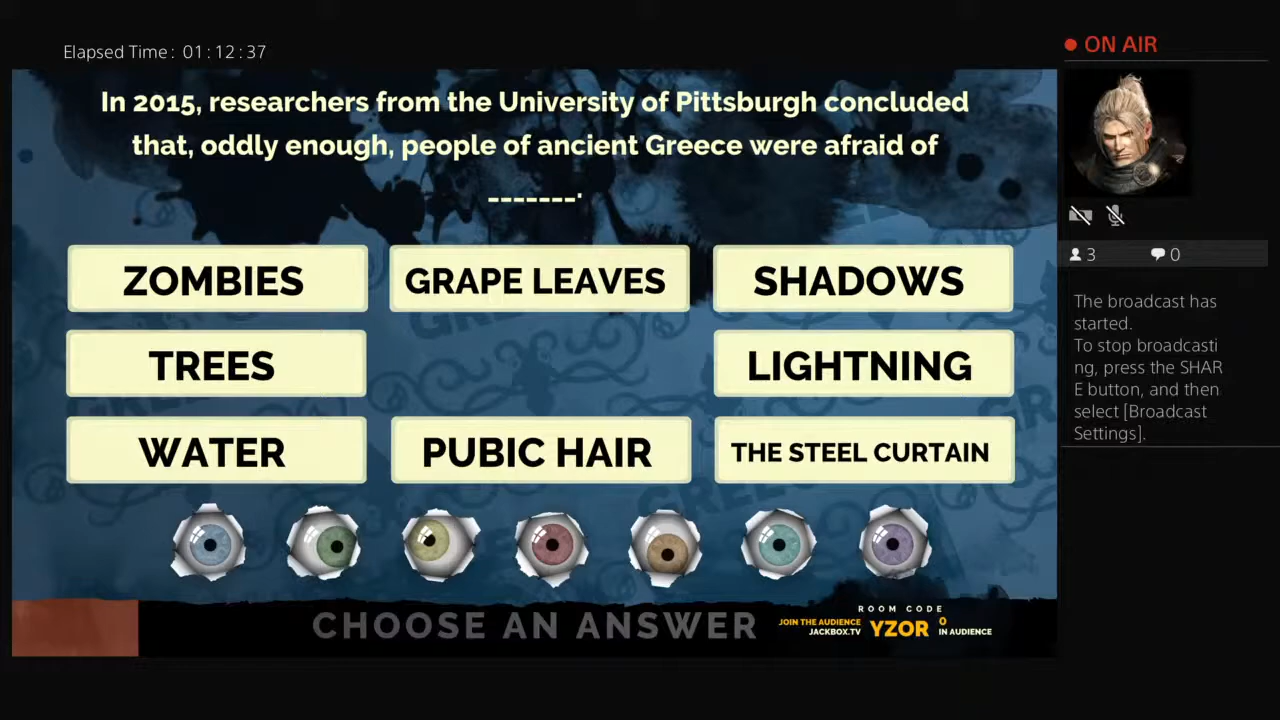 Elapsed Time: 01:12:37
ON AIR
In 2015, researchers from the University of Pittsburgh concluded
that, oddly enough, people of ancient Greece were afraid of
_______.
ZOMBIES
GRAPE LEAVES
SHADOWS
TREES
LIGHTNING
WATER
PUBIC HAIR
THE STEEL CURTAIN
CHOOSE AN ANSWER
ROOM CODE
JOIN THE AUDIENCE
JACKBOX.TV
YZOR
0
IN AUDIENCE
3
0
The broadcast has
started.
To stop broadcasti
ng, press the SHAR
E button, and then
select [Broadcast
Settings].